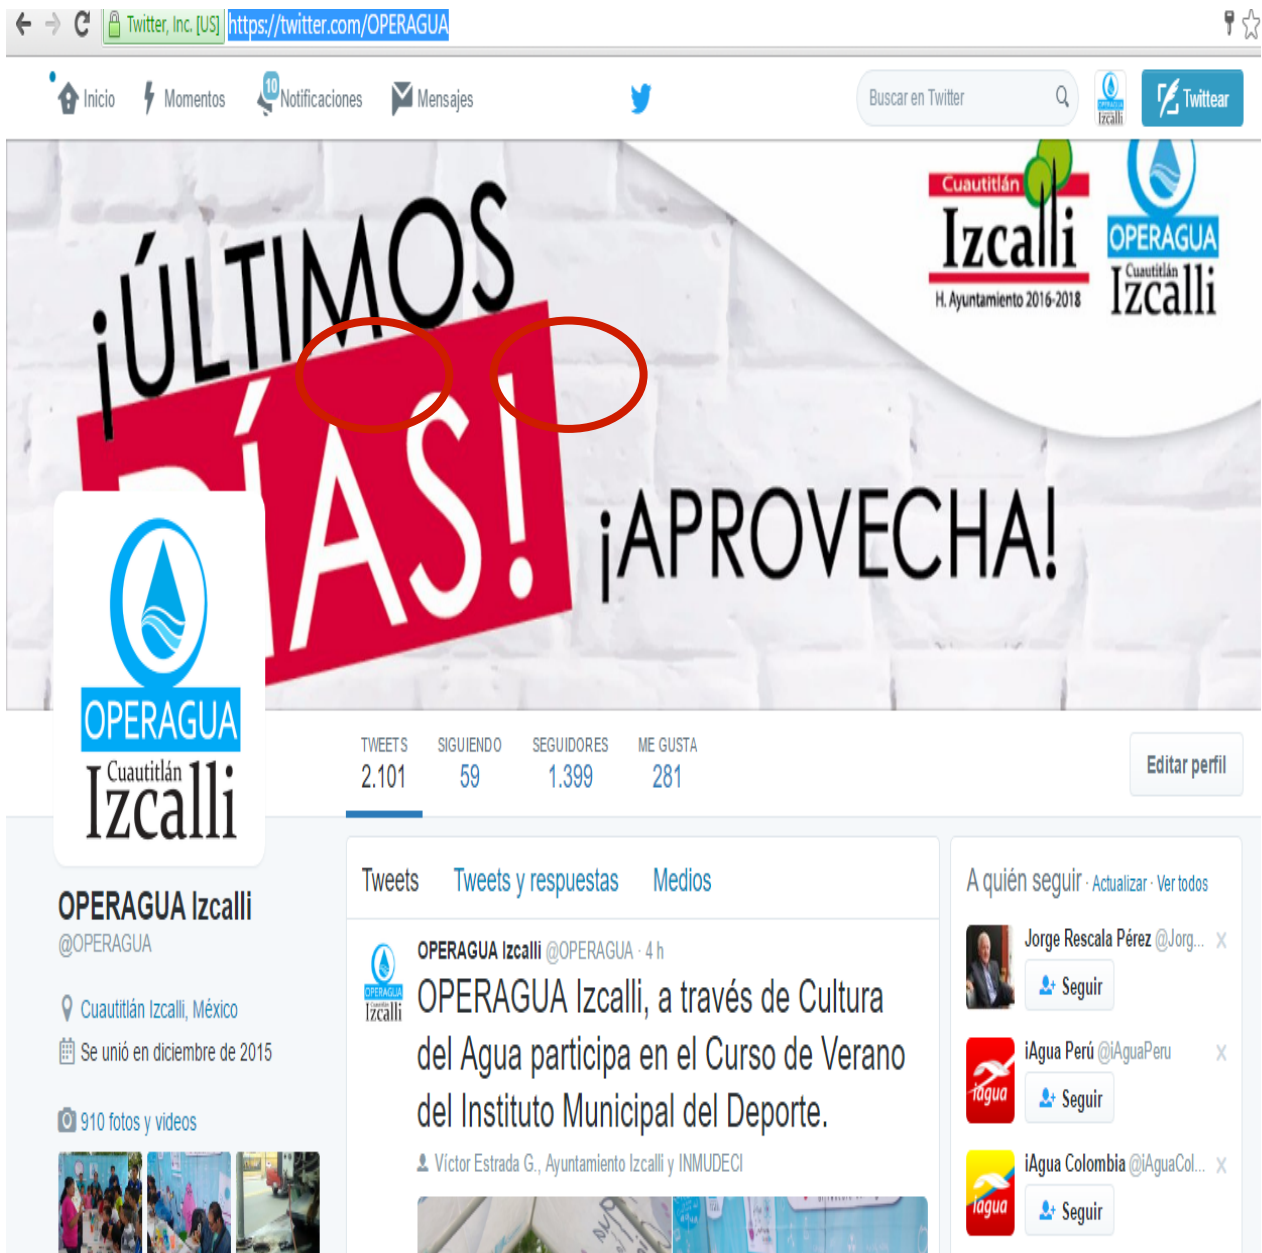 Twitter, Inc. [US] https://twitter.com/OPERAGUA
Inicio Momentos 10 Notificaciones Mensajes Buscar en Twitter Twittear
¡ÚLTIMOS
DÍAS!
¡APROVECHA!
Cuautitlán
Izcalli
H. Ayuntamiento 2016-2018
OPERAGUA
Cuautitlán
Izcalli
OPERAGUA
Cuautitlán
Izcalli
TWEETS SIGUIENDO SEGUIDORES ME GUSTA
2.101 59 1.399 281
Editar perfil
OPERAGUA Izcalli
@OPERAGUA
Cuautitlán Izcalli, México
Se unió en diciembre de 2015
910 fotos y videos
Tweets Tweets y respuestas Medios
OPERAGUA Izcalli @OPERAGUA · 4 h
OPERAGUA Izcalli, a través de Cultura
del Agua participa en el Curso de Verano
del Instituto Municipal del Deporte.
Víctor Estrada G., Ayuntamiento Izcalli y INMUDECI
A quién seguir · Actualizar · Ver todos
Jorge Rescala Pérez @Jorg...
Seguir
iAgua Perú @iAguaPeru
iagua
Seguir
iAgua Colombia @iAguaCol...
iagua
Seguir